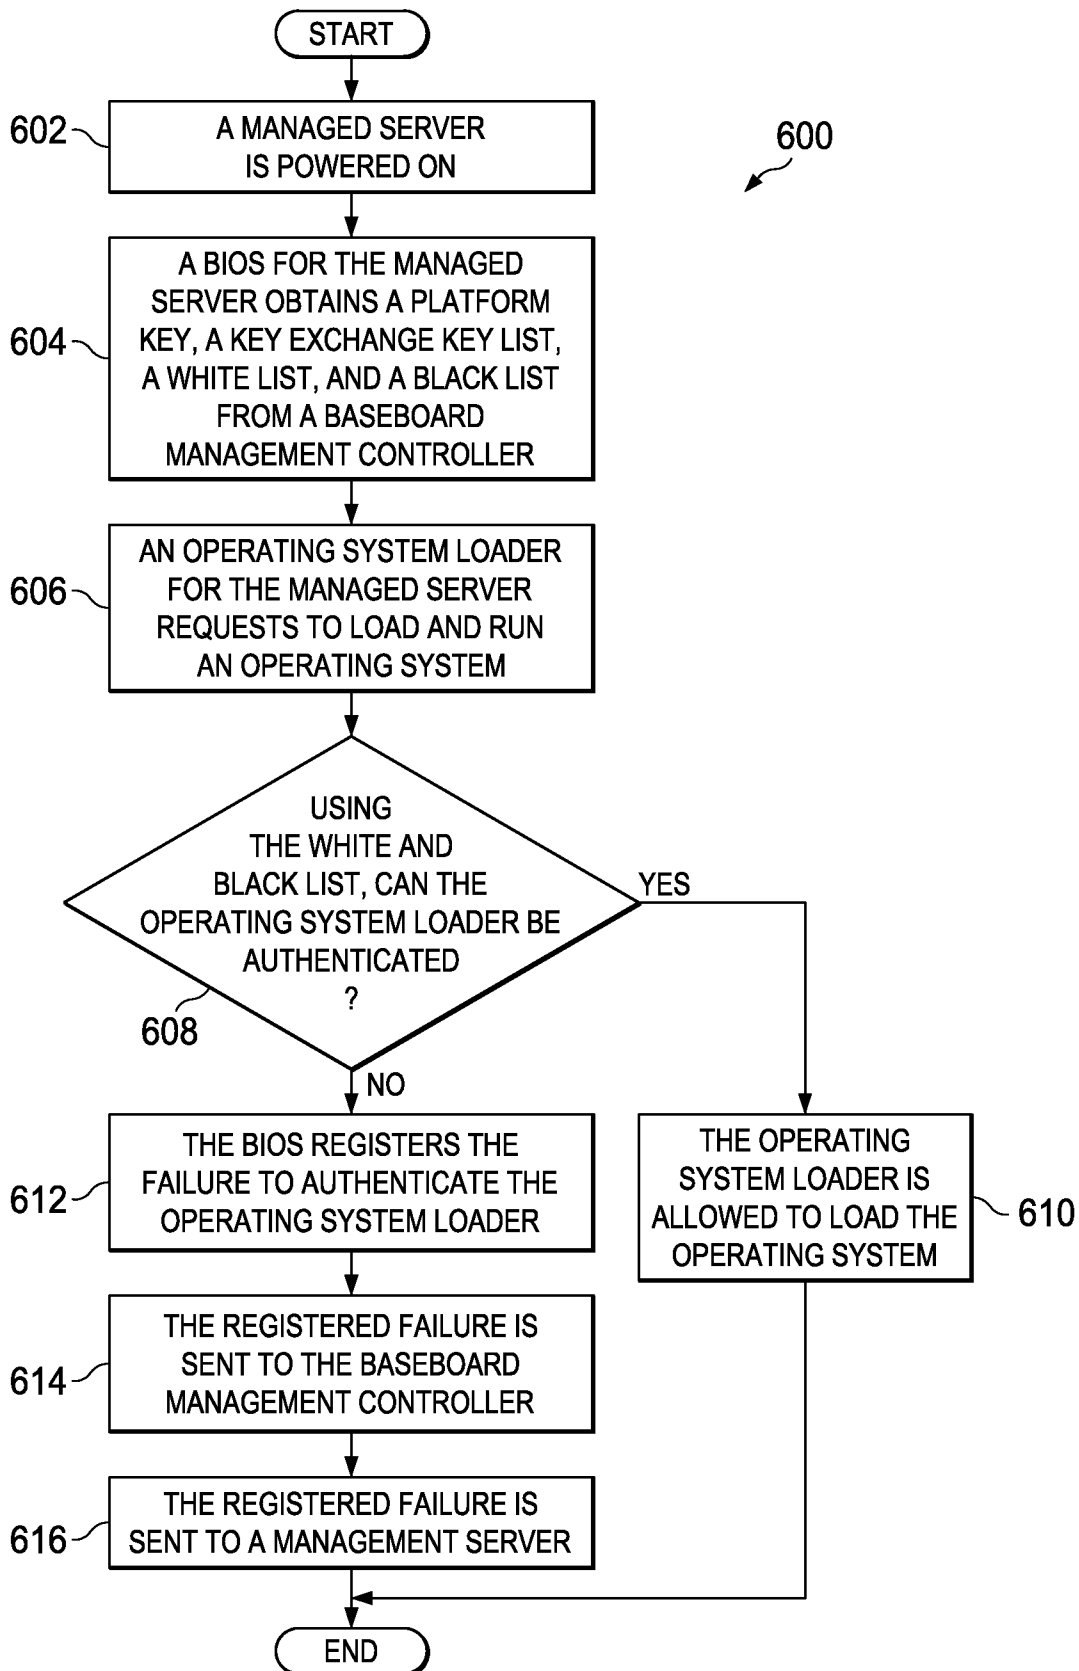 START
602
A MANAGED SERVER
IS POWERED ON
600
604
A BIOS FOR THE MANAGED
SERVER OBTAINS A PLATFORM
KEY, A KEY EXCHANGE KEY LIST,
A WHITE LIST, AND A BLACK LIST
FROM A BASEBOARD
MANAGEMENT CONTROLLER
606
AN OPERATING SYSTEM LOADER
FOR THE MANAGED SERVER
REQUESTS TO LOAD AND RUN
AN OPERATING SYSTEM
USING
THE WHITE AND
BLACK LIST, CAN THE
OPERATING SYSTEM LOADER BE
AUTHENTICATED
?
608
YES
NO
612
THE BIOS REGISTERS THE
FAILURE TO AUTHENTICATE THE
OPERATING SYSTEM LOADER
THE OPERATING
SYSTEM LOADER IS
ALLOWED TO LOAD THE
OPERATING SYSTEM
610
614
THE REGISTERED FAILURE IS
SENT TO THE BASEBOARD
MANAGEMENT CONTROLLER
616
THE REGISTERED FAILURE IS
SENT TO A MANAGEMENT SERVER
END